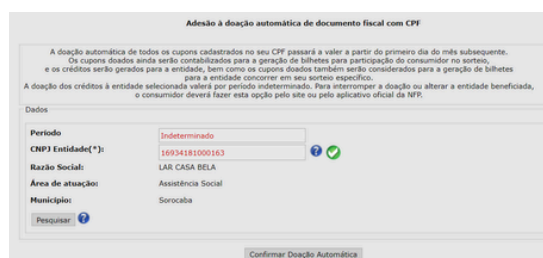 Adesão à doação automática de documento fiscal com CPF
A doação automática de todos os cupons cadastrados no seu CPF passará a valer a partir do primeiro dia do mês subsequente.
Os cupons doados ainda serão contabilizados para a geração de bilhetes para participação do consumidor no sorteio,
e os créditos serão gerados para a entidade, bem como os cupons doados também serão considerados para a geração de bilhetes
para a entidade concorrer em seu sorteio específico.
A doação dos créditos à entidade selecionada valerá por período indeterminado. Para interromper a doação ou alterar a entidade beneficiada,
o consumidor deverá fazer esta opção pelo site ou pelo aplicativo oficial da NFP.
Dados
Período Indeterminado
CNPJ Entidade(*): 16934181000163
Razão Social: LAR CASA BELA
Área de atuação: Assistência Social
Município: Sorocaba
Pesquisar
Confirmar Doação Automática